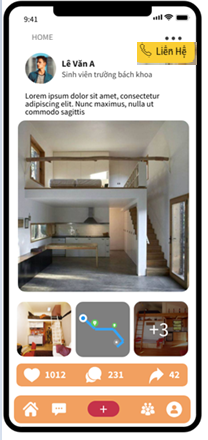 9:41
HOME
Liên Hệ
Lê Văn A
Sinh viên trường bách khoa
Lorem ipsum dolor sit amet, consectetur
adipiscing elit. Nunc maximus, nulla ut
commodo sagittis
+3
1012
231
42